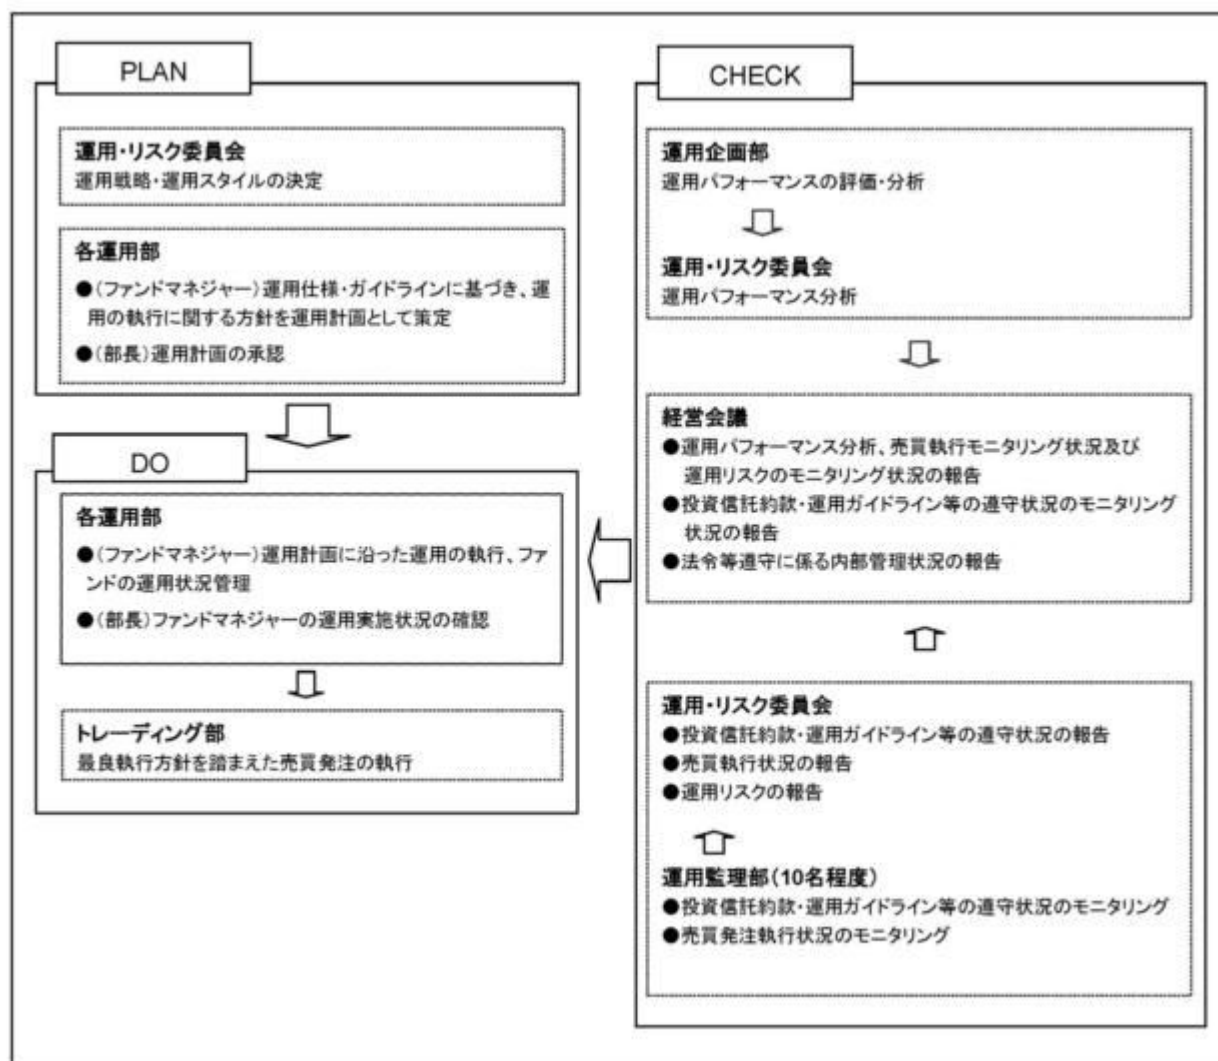 PLAN
運用・リスク委員会
運用戦略・運用スタイルの決定
各運用部
●(ファンドマネジャー)運用仕様・ガイドラインに基づき、運
用の執行に関する方針を運用計画として策定
●(部長)運用計画の承認
DO
各運用部
●(ファンドマネジャー)運用計画に沿った運用の執行、ファ
ンドの運用状況管理
●(部長)ファンドマネジャーの運用実施状況の確認
トレーディング部
最良執行方針を踏まえた売買発注の執行
CHECK
運用企画部
運用パフォーマンスの評価・分析
運用・リスク委員会
運用パフォーマンス分析
経営会議
●運用パフォーマンス分析、売買執行モニタリング状況及び
運用リスクのモニタリング状況の報告
●投資信託約款・運用ガイドライン等の遵守状況のモニタリング
状況の報告
●法令等遵守に係る内部管理状況の報告
運用・リスク委員会
●投資信託約款・運用ガイドライン等の遵守状況の報告
●売買執行状況の報告
●運用リスクの報告
運用監理部(10名程度)
●投資信託約款・運用ガイドライン等の遵守状況のモニタリング
●売買発注執行状況のモニタリング